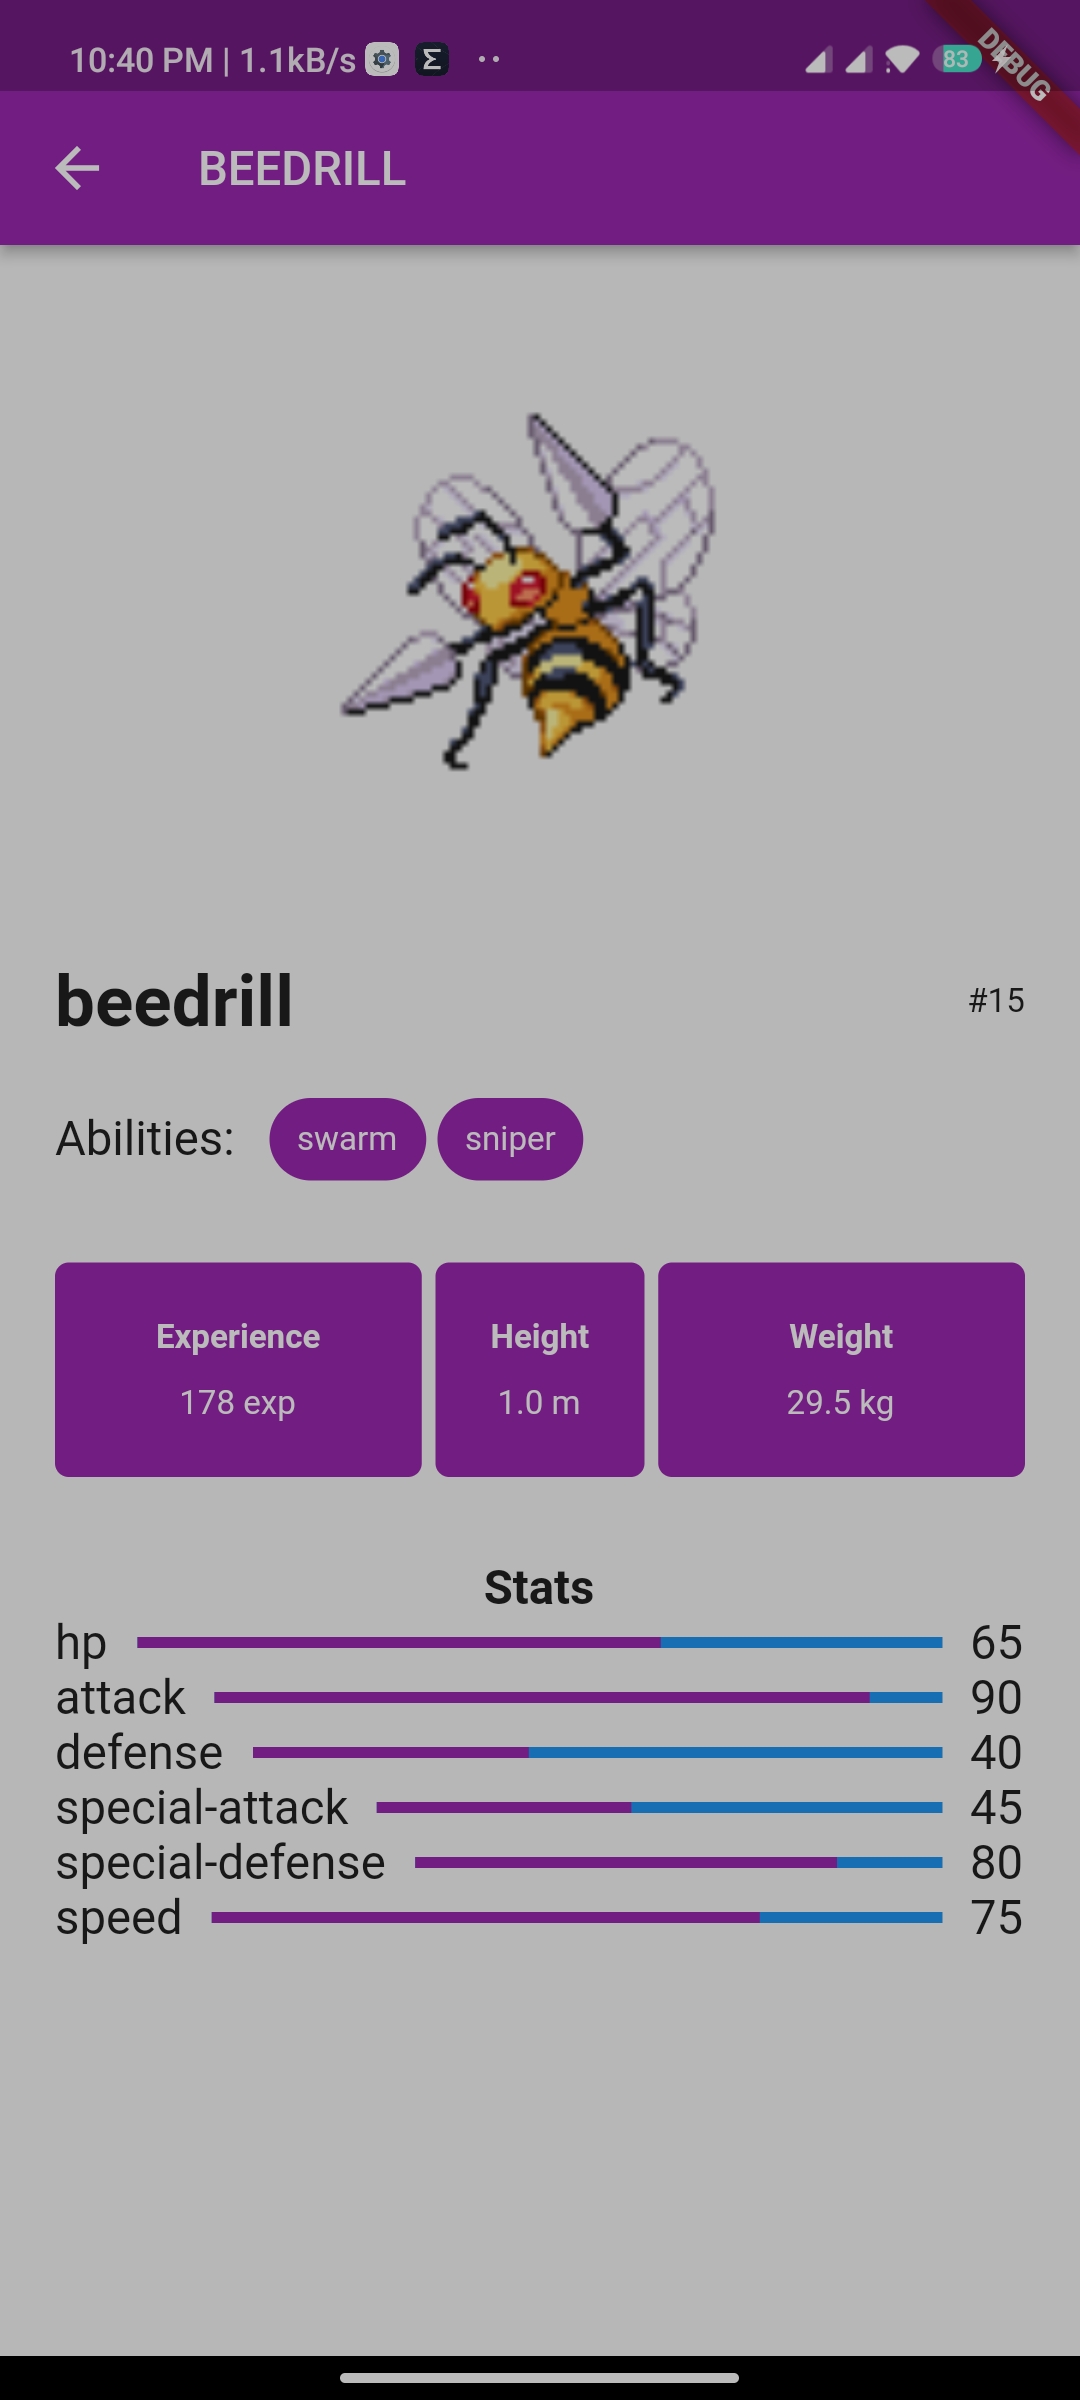 10:40 PM | 1.1kB/s Σ 83
DEBUG
BEEDRILL
beedrill #15
Abilities: swarm sniper
Experience Height Weight
178 exp 1.0 m 29.5 kg
Stats
hp 65
attack 90
defense 40
special-attack 45
special-defense 80
speed 75